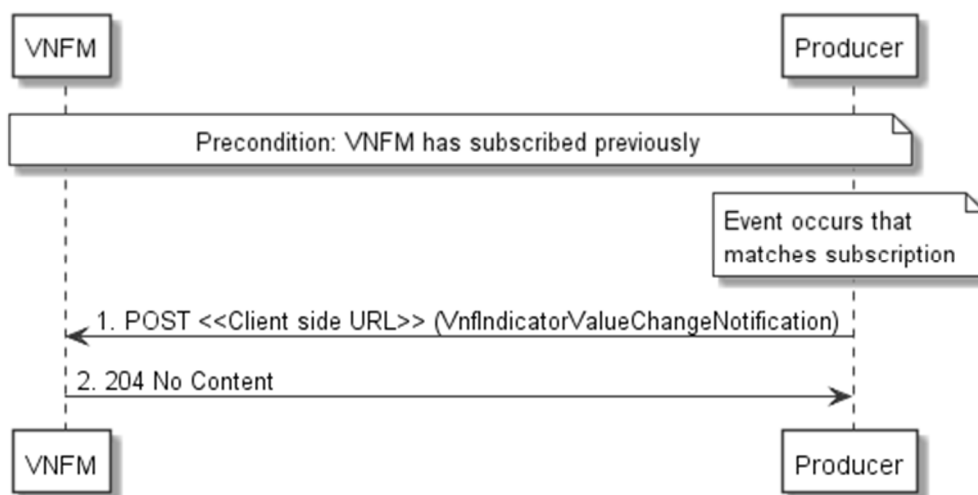 VNFM
Producer
Precondition: VNFM has subscribed previously
Event occurs that
matches subscription
1. POST <<Client side URL>> (VnfIndicatorValueChangeNotification)
2. 204 No Content
VNFM
Producer